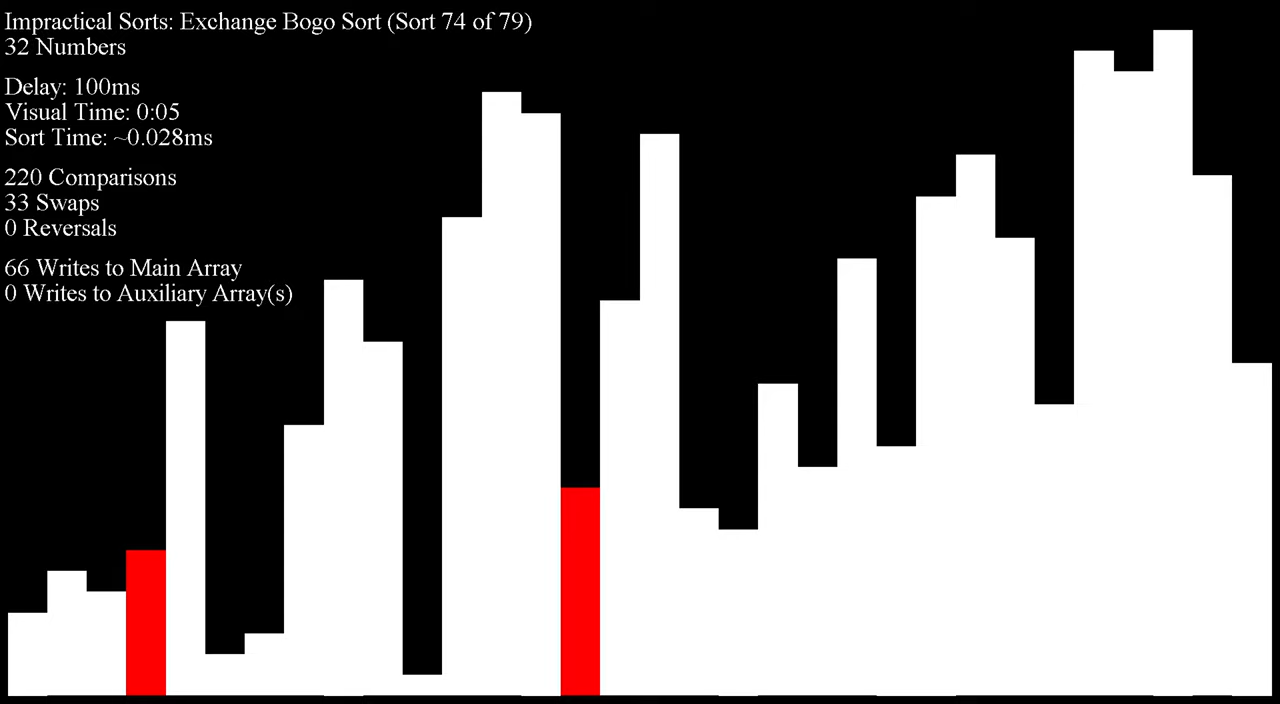 Impractical Sorts: Exchange Bogo Sort (Sort 74 of 79)
32 Numbers
Delay: 100ms
Visual Time: 0:05
Sort Time: ~0.028ms
220 Comparisons
33 Swaps
0 Reversals
66 Writes to Main Array
0 Writes to Auxiliary Array(s)